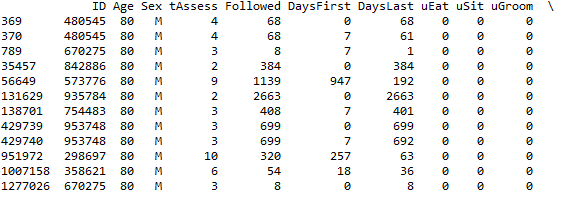 ID Age Sex tAssess Followed DaysFirst DaysLast uEat uSit uGroom \
369 480545 80 M 4 68 0 68 0 0 0
370 480545 80 M 4 68 7 61 0 0 0
789 670275 80 M 3 8 7 1 0 0 0
35457 842886 80 M 2 384 0 384 0 0 0
56649 573776 80 M 9 1139 947 192 0 0 0
131629 935784 80 M 2 2663 0 2663 0 0 0
138701 754483 80 M 3 408 7 401 0 0 0
429739 953748 80 M 3 699 0 699 0 0 0
429740 953748 80 M 3 699 7 692 0 0 0
951972 298697 80 M 10 320 257 63 0 0 0
1007158 358621 80 M 6 54 18 36 0 0 0
1277026 670275 80 M 3 8 0 8 0 0 0